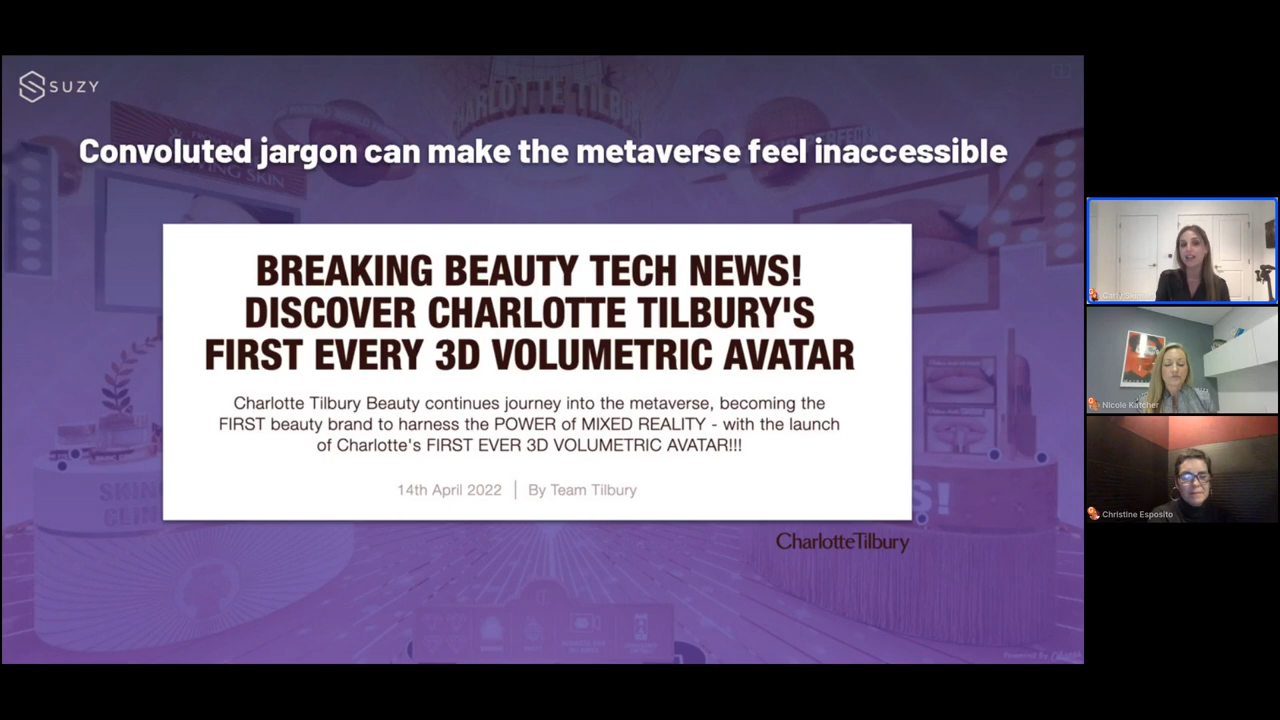 SUZY
CHARLOTTE TILBURY
Convoluted jargon can make the metaverse feel inaccessible
BREAKING BEAUTY TECH NEWS!
DISCOVER CHARLOTTE TILBURY'S
FIRST EVERY 3D VOLUMETRIC AVATAR
Charlotte Tilbury Beauty continues journey into the metaverse, becoming the
FIRST beauty brand to harness the POWER of MIXED REALITY - with the launch
of Charlotte's FIRST EVER 3D VOLUMETRIC AVATAR!!!
14th April 2022 | By Team Tilbury
CharlotteTilbury
Nicole Katcher
Christine Esposito